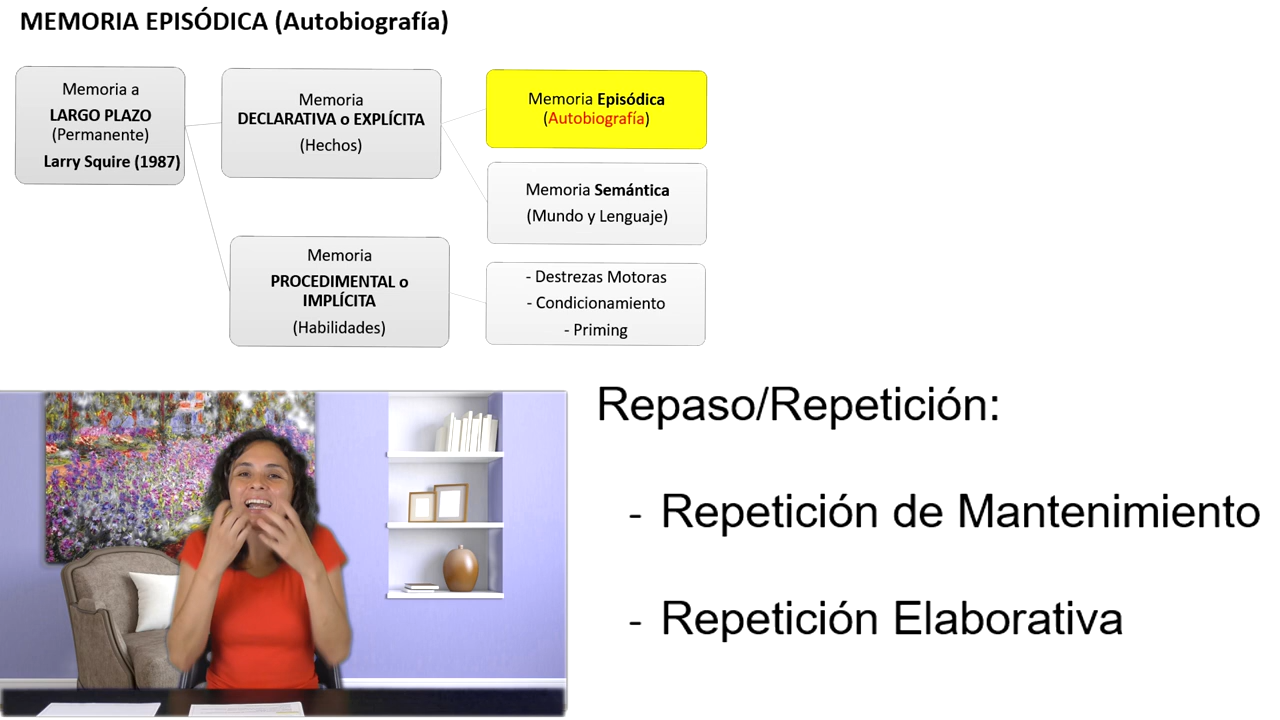 MEMORIA EPISÓDICA (Autobiografía)
Memoria a
LARGO PLAZO
(Permanente)
Larry Squire (1987)
Memoria
DECLARATIVA o EXPLÍCITA
(Hechos)
Memoria Episódica
(Autobiografía)
Memoria Semántica
(Mundo y Lenguaje)
Memoria
PROCEDIMENTAL o
IMPLÍCITA
(Habilidades)
- Destrezas Motoras
- Condicionamiento
- Priming
Repaso/Repetición:
- Repetición de Mantenimiento
- Repetición Elaborativa